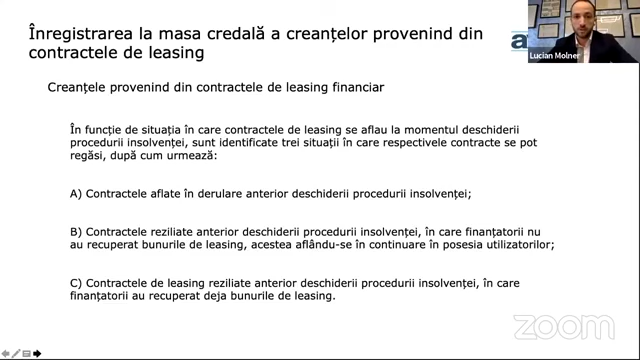 Înregistrarea la masa credală a creanțelor provenind din
contractele de leasing
Lucian Molner
Creanțele provenind din contractele de leasing financiar
În funcție de situația în care contractele de leasing se aflau la momentul deschiderii
procedurii insolvenței, sunt identificate trei situații în care respectivele contracte se pot
regăsi, după cum urmează:
A) Contractele aflate în derulare anterior deschiderii procedurii insolvenței;
B) Contractele reziliate anterior deschiderii procedurii insolvenței, în care finanțatorii nu
au recuperat bunurile de leasing, acestea aflându-se în continuare în posesia utilizatorilor;
C) Contractele de leasing reziliate anterior deschiderii procedurii insolvenței, în care
finanțatorii au recuperat deja bunurile de leasing.
zoom